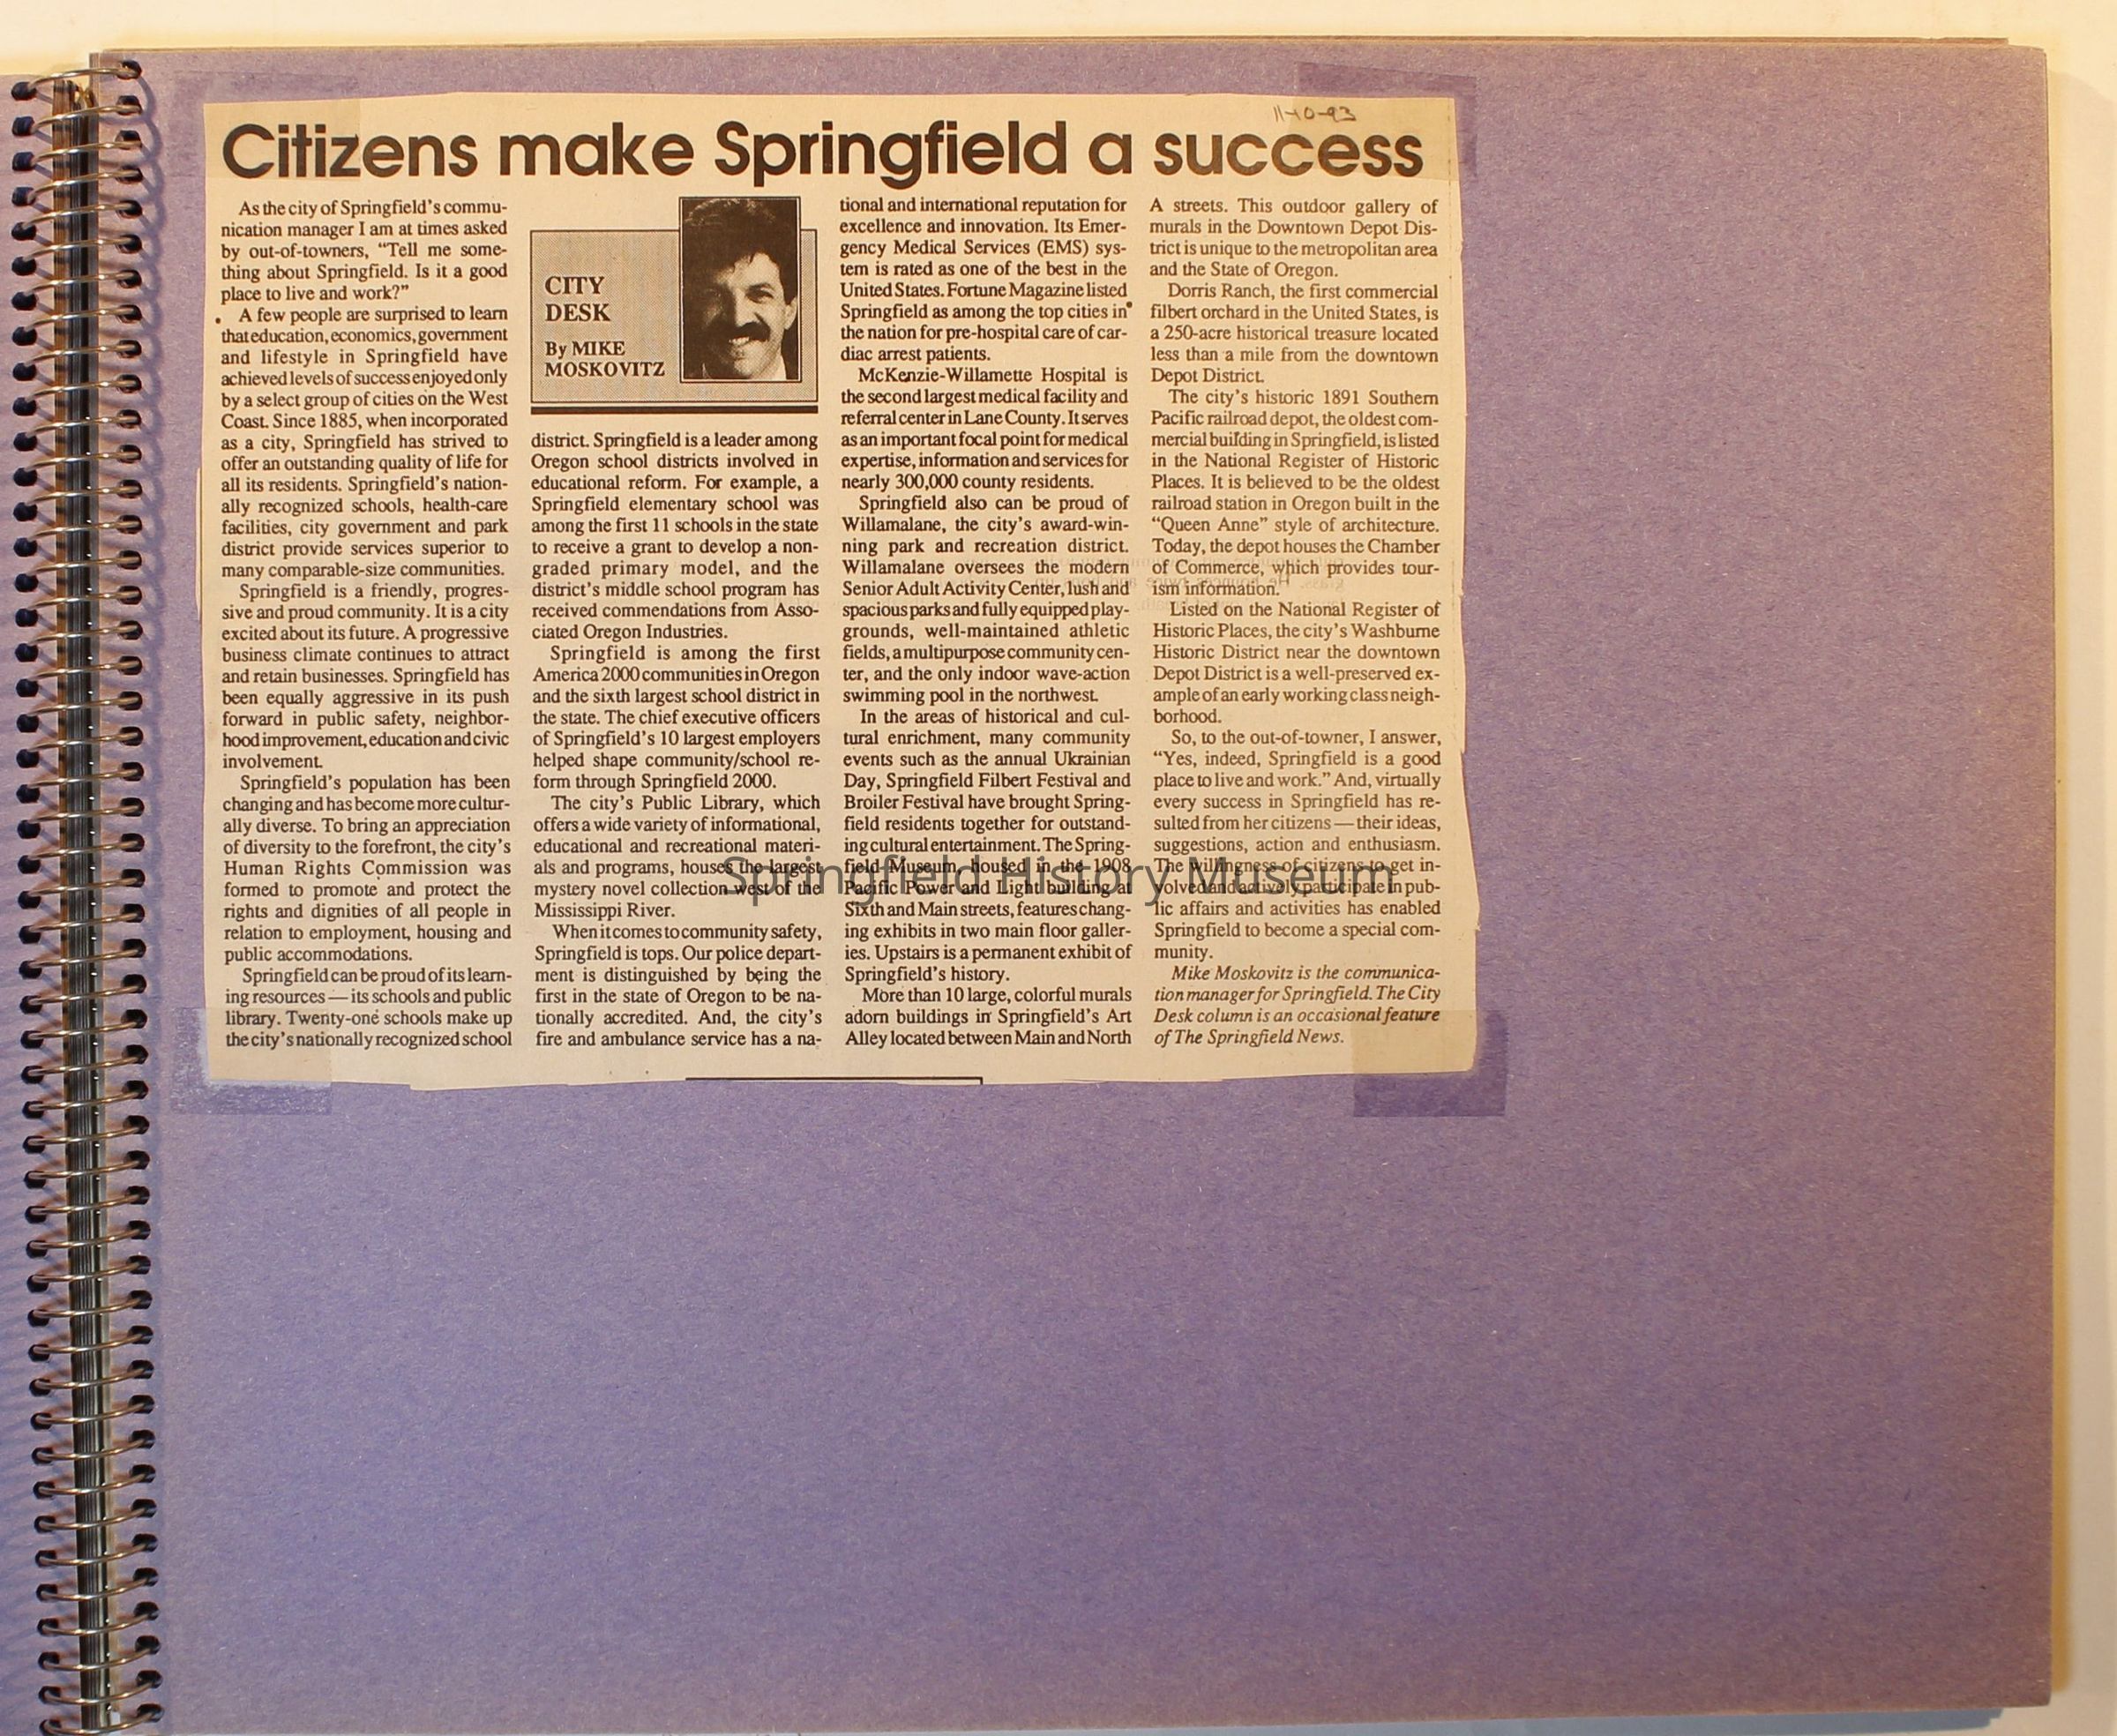 11-10-93
Citizens make Springfield a success
As the city of Springfield's commu-
nication manager I am at times asked
by out-of-towners, “Tell me some-
thing about Springfield. Is it a good
place to live and work?”
A few people are surprised to learn
that education, economics, government
and lifestyle in Springfield have
achieved levels of success enjoyed only
by a select group of cities on the West
Coast. Since 1885, when incorporated
as a city, Springfield has strived to
offer an outstanding quality of life for
all its residents. Springfield's nation-
ally recognized schools, health-care
facilities, city government and park
district provide services superior to
many comparable-size communities.
Springfield is a friendly, progres-
sive and proud community. It is a city
excited about its future. A progressive
business climate continues to attract
and retain businesses. Springfield has
been equally aggressive in its push
forward in public safety, neighbor-
hood improvement, education and civic
involvement.
Springfield's population has been
changing and has become more cultur-
ally diverse. To bring an appreciation
of diversity to the forefront, the city's
Human Rights Commission was
formed to promote and protect the
rights and dignities of all people in
relation to employment, housing and
public accommodations.
Springfield can be proud of its learn-
ing resources — its schools and public
library. Twenty-one schools make up
the city's nationally recognized school
CITY
DESK
By MIKE
MOSKOVITZ
district. Springfield is a leader among
Oregon school districts involved in
educational reform. For example, a
Springfield elementary school was
among the first 11 schools in the state
to receive a grant to develop a non-
graded primary model, and the
district's middle school program has
received commendations from Asso-
ciated Oregon Industries.
Springfield is among the first
America 2000 communities in Oregon
and the sixth largest school district in
the state. The chief executive officers
of Springfield's 10 largest employers
helped shape community/school re-
form through Springfield 2000.
The city's Public Library, which
offers a wide variety of informational,
educational and recreational materi-
als and programs, houses the largest
mystery novel collection west of the
Mississippi River.
When it comes to community safety,
Springfield is tops. Our police depart-
ment is distinguished by being the
first in the state of Oregon to be na-
tionally accredited. And, the city's
fire and ambulance service has a na-
tional and international reputation for
excellence and innovation. Its Emer-
gency Medical Services (EMS) sys-
tem is rated as one of the best in the
United States. Fortune Magazine listed
Springfield as among the top cities in
the nation for pre-hospital care of car-
diac arrest patients.
McKenzie-Willamette Hospital is
the second largest medical facility and
referral center in Lane County. It serves
as an important focal point for medical
expertise, information and services for
nearly 300,000 county residents.
Springfield also can be proud of
Willamalane, the city's award-win-
ning park and recreation district.
Willamalane oversees the modern
Senior Adult Activity Center, lush and
spacious parks and fully equipped play-
grounds, well-maintained athletic
fields, a multipurpose community cen-
ter, and the only indoor wave-action
swimming pool in the northwest.
In the areas of historical and cul-
tural enrichment, many community
events such as the annual Ukrainian
Day, Springfield Filbert Festival and
Broiler Festival have brought Spring-
field residents together for outstand-
ing cultural entertainment. The Spring-
field Museum, housed in the 1908
Pacific Power and Light building at
Sixth and Main streets, features chang-
ing exhibits in two main floor galler-
ies. Upstairs is a permanent exhibit of
Springfield's history.
More than 10 large, colorful murals
adorn buildings in Springfield's Art
Alley located between Main and North
A streets. This outdoor gallery of
murals in the Downtown Depot Dis-
trict is unique to the metropolitan area
and the State of Oregon.
Dorris Ranch, the first commercial
filbert orchard in the United States, is
a 250-acre historical treasure located
less than a mile from the downtown
Depot District.
The city's historic 1891 Southern
Pacific railroad depot, the oldest com-
mercial building in Springfield, is listed
in the National Register of Historic
Places. It is believed to be the oldest
railroad station in Oregon built in the
“Queen Anne” style of architecture.
Today, the depot houses the Chamber
of Commerce, which provides tour-
ism information.
Listed on the National Register of
Historic Places, the city's Washburne
Historic District near the downtown
Depot District is a well-preserved ex-
ample of an early working class neigh-
borhood.
So, to the out-of-towner, I answer,
“Yes, indeed, Springfield is a good
place to live and work.” And, virtually
every success in Springfield has re-
sulted from her citizens — their ideas,
suggestions, action and enthusiasm.
The willingness of citizens to get in-
volved and actively participate in pub-
lic affairs and activities has enabled
Springfield to become a special com-
munity.
Mike Moskovitz is the communica-
tion manager for Springfield. The City
Desk column is an occasional feature
of The Springfield News.
Springfield History Museum